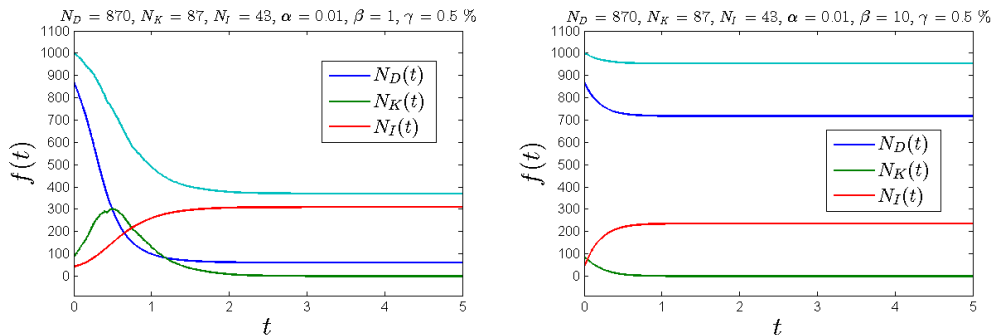 N_D = 870, N_K = 87, N_I = 43, α = 0.01, β = 1, γ = 0.5 %
1100
1000
900
800
700
600
500
400
300
200
100
0
f(t)
N_D(t)
N_K(t)
N_I(t)
0 1 2 3 4 5
t
N_D = 870, N_K = 87, N_I = 43, α = 0.01, β = 10, γ = 0.5 %
1100
1000
900
800
700
600
500
400
300
200
100
0
f(t)
N_D(t)
N_K(t)
N_I(t)
0 1 2 3 4 5
t